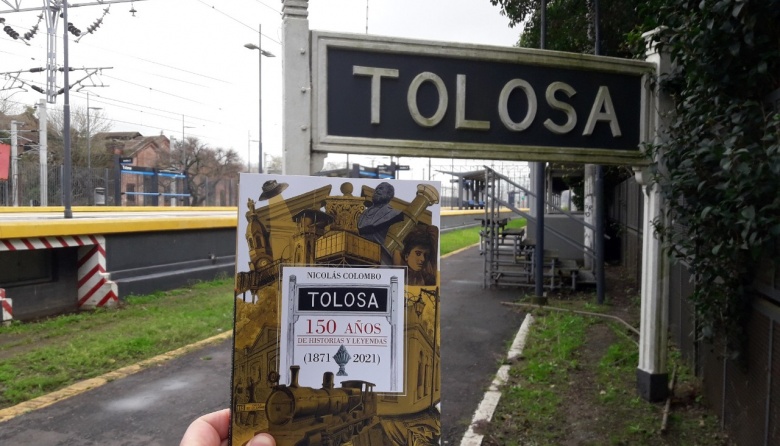 TOLOSA
NICOLÁS COLOMBO
TOLOSA
150 AÑOS
DE HISTORIAS Y LEYENDAS
(1871 2021)